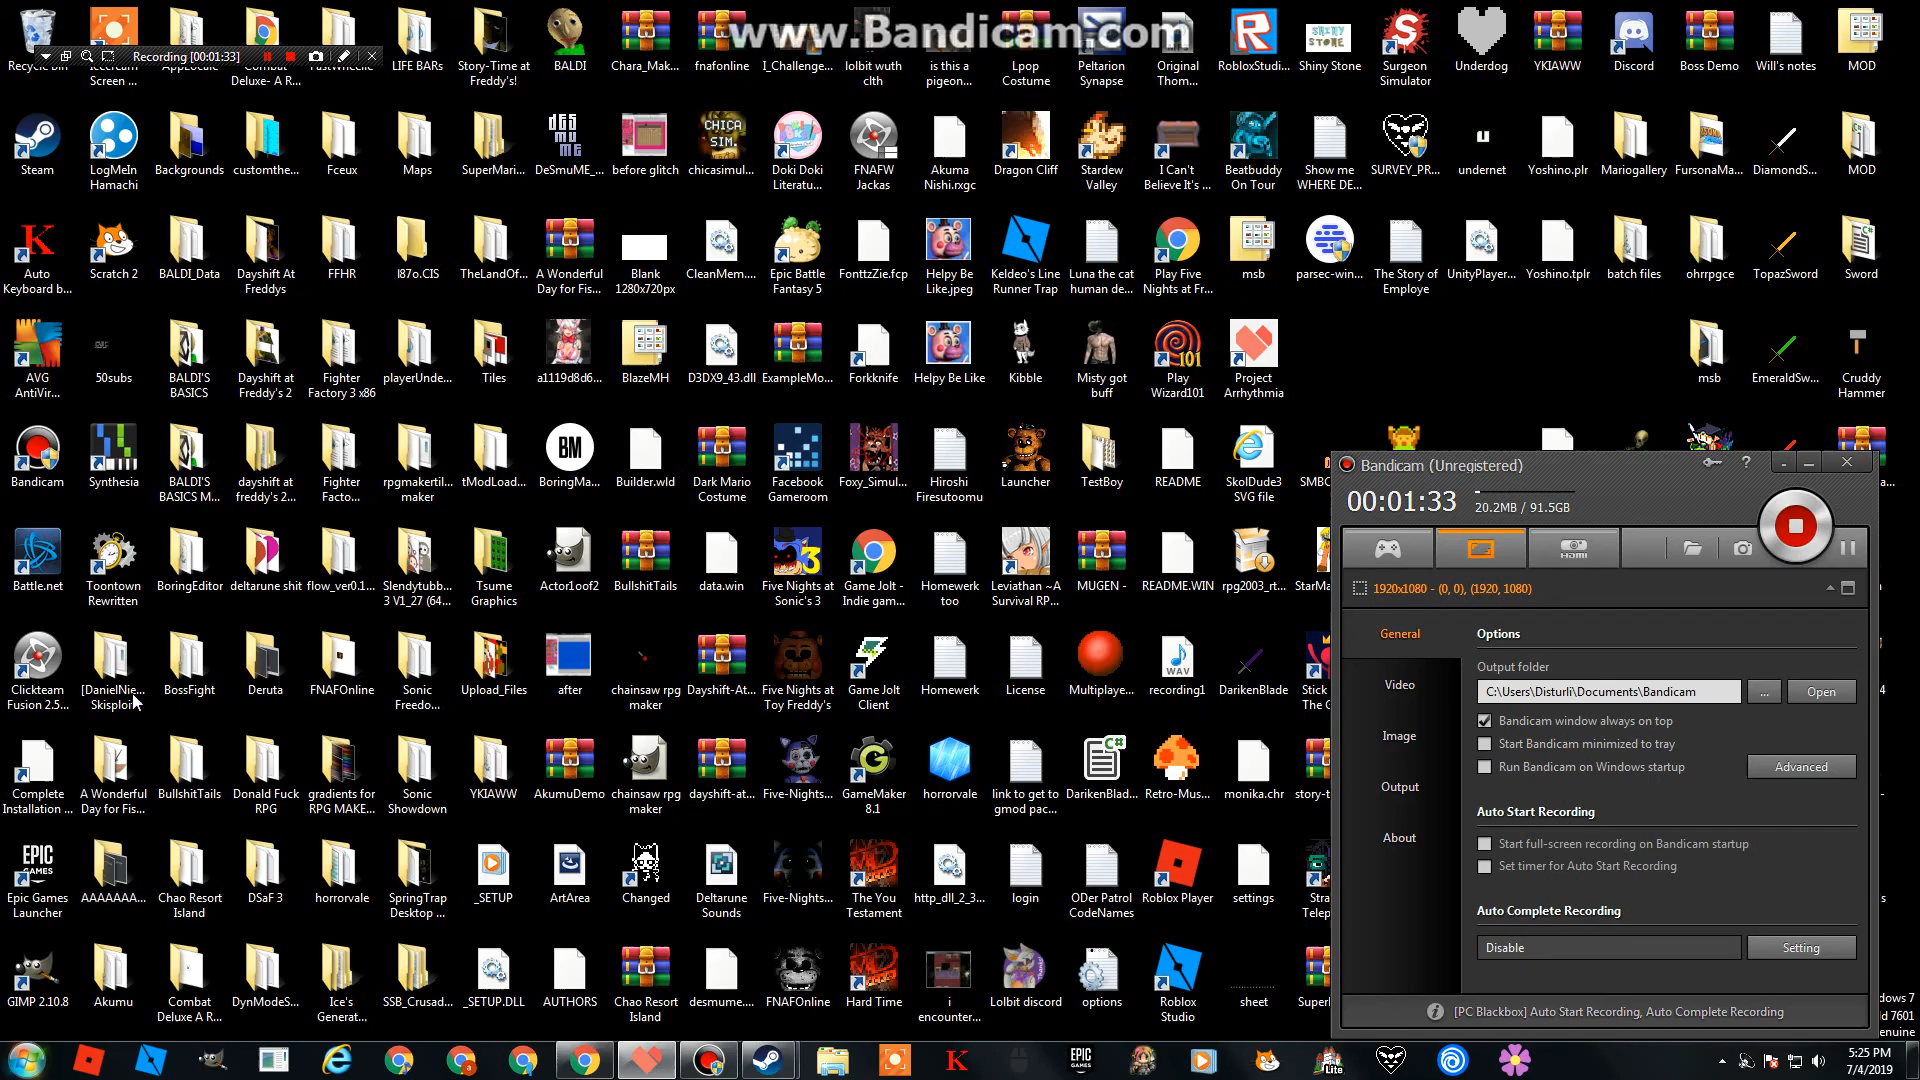 www.Bandicam.com
Recording [00:01:33]
LIFE BARs
Story-Time at
Freddy's!
BALDI
Chara_Mak...
fnafonline
I_Challenge...
lolbit wuth
clth
is this a
pigeon...
Lpop
Costume
Peltarion
Synapse
Original
Thom...
RobloxStudi...
Shiny Stone
Surgeon
Simulator
Underdog
YKIAWW
Discord
Boss Demo
Will's notes
MOD
Screen ...
Deluxe- A R...
Steam
LogMeIn
Hamachi
Backgrounds
customthe...
Fceux
Maps
SuperMari...
DeSmuME_...
before glitch
chicasimul...
Doki Doki
Literatu...
FNAFW
Jackas
Akuma
Nishi.rxgc
Dragon Cliff
Stardew
Valley
I Can't
Believe It's ...
Beatbuddy
On Tour
Show me
WHERE DE...
SURVEY_PR...
undernet
Yoshino.plr
Mariogallery
FursonaMa...
DiamondS...
MOD
Auto
Keyboard b...
Scratch 2
BALDI_Data
Dayshift At
Freddys
FFHR
I87o.CIS
TheLandOf...
A Wonderful
Day for Fis...
Blank
1280x720px
CleanMem....
Epic Battle
Fantasy 5
FonttzZie.fcp
Helpy Be
Like.jpeg
Keldeo's Line
Runner Trap
Luna the cat
human de...
Play Five
Nights at Fr...
msb
parsec-win...
The Story of
Employe
UnityPlayer...
Yoshino.tplr
batch files
ohrrpgce
TopazSword
Sword
AVG
AntiVir...
50subs
BALDI'S
BASICS
Dayshift at
Freddy's 2
Fighter
Factory 3 x86
playerUnde...
Tiles
a1119d8d6...
BlazeMH
D3DX9_43.dll
ExampleMo...
Forkknife
Helpy Be Like
Kibble
Misty got
buff
Play
Wizard101
Project
Arrhythmia
msb
EmeraldSw...
Cruddy
Hammer
Bandicam
Synthesia
BALDI'S
BASICS M...
dayshift at
freddy's 2...
Fighter
Facto...
rpgmakertil...
maker
tModLoad...
BoringMa...
Builder.wld
Dark Mario
Costume
Facebook
Gameroom
Foxy_Simul...
Hiroshi
Firesutoomu
Launcher
TestBoy
README
SkolDude3
SVG file
SMBC
Battle.net
Toontown
Rewritten
BoringEditor
deltarune shit
flow_ver0.1...
Slendytubb...
3 V1_27 (64...
Tsume
Graphics
Actor1oof2
BullshitTails
data.win
Five Nights at
Sonic's 3
Game Jolt -
Indie gam...
Homewerk
too
Leviathan ~A
Survival RP...
MUGEN -
README.WIN
rpg2003_rt...
StarMa
Clickteam
Fusion 2.5...
[DanielNie...
Skisploi
BossFight
Deruta
FNAFOnline
Sonic
Freedo...
Upload_Files
after
chainsaw rpg
maker
Dayshift-At...
Five Nights at
Toy Freddy's
Game Jolt
Client
Homewerk
License
Multiplaye...
recording1
DarikenBlade
Stick
The G
Complete
Installation ...
A Wonderful
Day for Fis...
BullshitTails
Donald Fuck
RPG
gradients for
RPG MAKE...
Sonic
Showdown
YKIAWW
AkumuDemo
chainsaw rpg
maker
dayshift-at...
Five-Nights...
GameMaker
8.1
horrorvale
link to get to
gmod pac...
DarikenBlad...
Retro-Mus...
monika.chr
story-t
Epic Games
Launcher
AAAAAAA...
Chao Resort
Island
DSaF 3
horrorvale
SpringTrap
Desktop ...
_SETUP
ArtArea
Changed
Deltarune
Sounds
Five-Nights...
The You
Testament
http_dll_2_3...
login
ODer Patrol
CodeNames
Roblox Player
settings
Stra
Telep
GIMP 2.10.8
Akumu
Combat
Deluxe A R...
DynModeS...
Ice's
Generat...
SSB_Crusad...
_SETUP.DLL
AUTHORS
Chao Resort
Island
desmume....
FNAFOnline
Hard Time
i
encounter...
Lolbit discord
options
Roblox
Studio
sheet
Superl
Bandicam (Unregistered)
00:01:33
20.2MB / 91.5GB
HDMI
1920x1080 - (0, 0), (1920, 1080)
General
Video
Image
Output
About
Options
Output folder
C:\Users\Disturli\Documents\Bandicam
...
Open
Bandicam window always on top
Start Bandicam minimized to tray
Run Bandicam on Windows startup
Advanced
Auto Start Recording
Start full-screen recording on Bandicam startup
Set timer for Auto Start Recording
Auto Complete Recording
Disable
Setting
[PC Blackbox] Auto Start Recording, Auto Complete Recording
dows 7
ld 7601
enuine
5:25 PM
7/4/2019